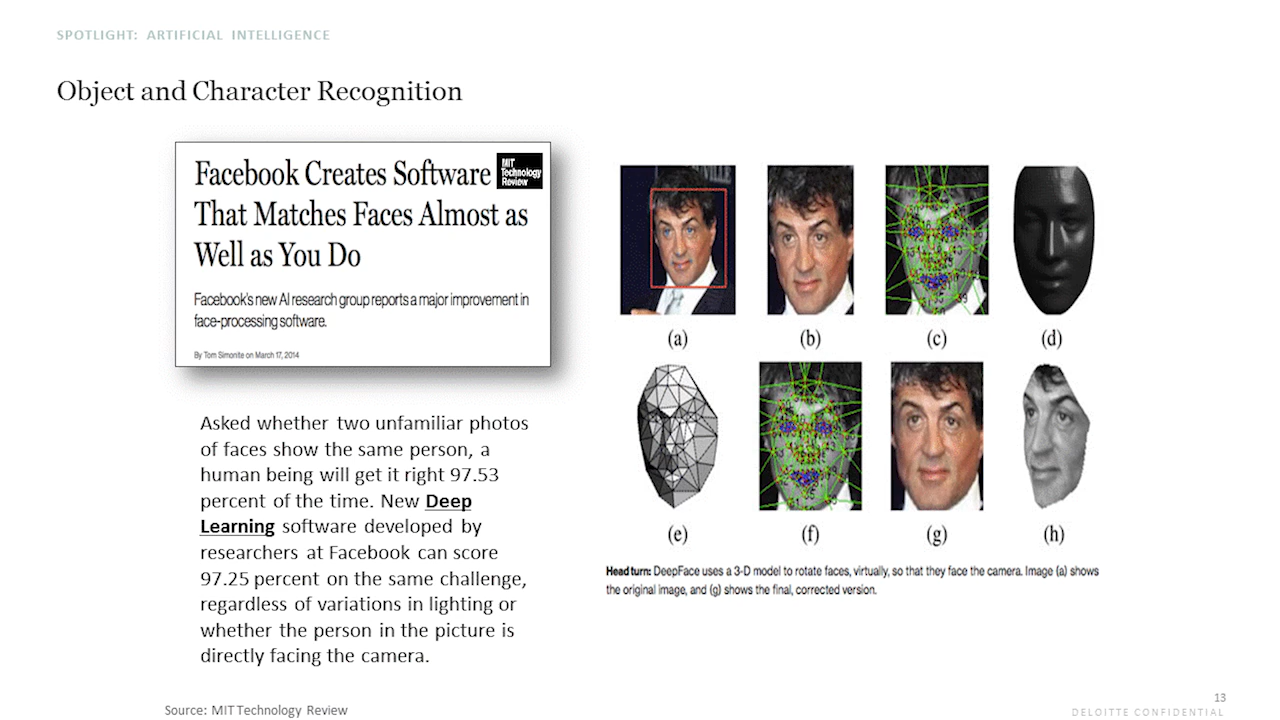 SPOTLIGHT: ARTIFICIAL INTELLIGENCE
Object and Character Recognition
Facebook Creates Software
That Matches Faces Almost as
Well as You Do
MIT
Technology
Review
Facebook's new AI research group reports a major improvement in
face-processing software.
By Tom Simonite on March 17, 2014
Asked whether two unfamiliar photos
of faces show the same person, a
human being will get it right 97.53
percent of the time. New Deep
Learning software developed by
researchers at Facebook can score
97.25 percent on the same challenge,
regardless of variations in lighting or
whether the person in the picture is
directly facing the camera.
(a) (b) (c) (d)
(e) (f) (g) (h)
Head turn: DeepFace uses a 3-D model to rotate faces, virtually, so that they face the camera. Image (a) shows
the original image, and (g) shows the final, corrected version.
Source: MIT Technology Review
13
DELOITTE CONFIDENTIAL